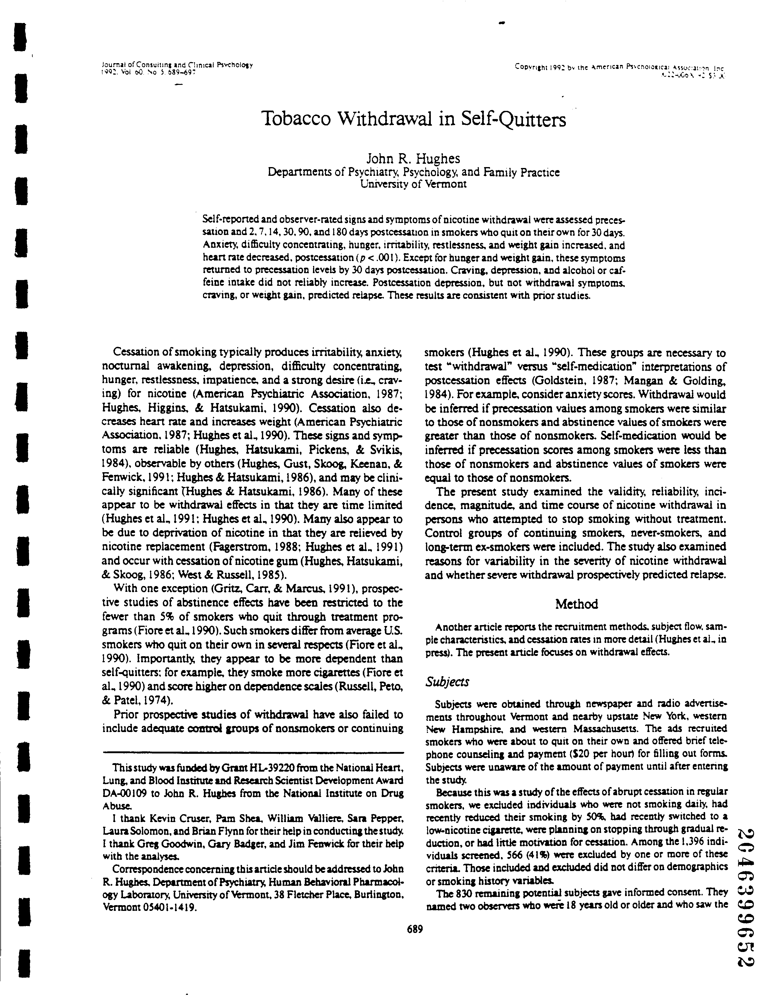 Journal of Consulting and Clinical Psychology
1992, Vol. 60, No. 5, 689-697
Copyright 1992 by the American Psychological Association, Inc.
Tobacco Withdrawal in Self-Quitters
John R. Hughes
Departments of Psychiatry, Psychology, and Family Practice
University of Vermont
Self-reported and observer-rated signs and symptoms of nicotine withdrawal were assessed preces-
sation and 2, 7, 14, 30, 90, and 180 days postcessation in smokers who quit on their own for 30 days.
Anxiety, difficulty concentrating, hunger, irritability, restlessness, and weight gain increased, and
heart rate decreased, postcessation (p < .001). Except for hunger and weight gain, these symptoms
returned to precessation levels by 30 days postcessation. Craving, depression, and alcohol or caf-
feine intake did not reliably increase. Postcessation depression, but not withdrawal symptoms,
craving, or weight gain, predicted relapse. These results are consistent with prior studies.
Cessation of smoking typically produces irritability, anxiety,
nocturnal awakening, depression, difficulty concentrating,
hunger, restlessness, impatience, and a strong desire (i.e., crav-
ing) for nicotine (American Psychiatric Association, 1987;
Hughes, Higgins, & Hatsukami, 1990). Cessation also de-
creases heart rate and increases weight (American Psychiatric
Association, 1987; Hughes et al., 1990). These signs and symp-
toms are reliable (Hughes, Hatsukami, Pickens, & Svikis,
1984), observable by others (Hughes, Gust, Skoog, Keenan, &
Fenwick, 1991; Hughes & Hatsukami, 1986), and may be clini-
cally significant (Hughes & Hatsukami, 1986). Many of these
appear to be withdrawal effects in that they are time limited
(Hughes et al., 1991; Hughes et al., 1990). Many also appear to
be due to deprivation of nicotine in that they are relieved by
nicotine replacement (Fagerstrom, 1988; Hughes et al., 1991)
and occur with cessation of nicotine gum (Hughes, Hatsukami,
& Skoog, 1986; West & Russell, 1985).
With one exception (Gritz, Carr, & Marcus, 1991), prospec-
tive studies of abstinence effects have been restricted to the
fewer than 5% of smokers who quit through treatment pro-
grams (Fiore et al., 1990). Such smokers differ from average U.S.
smokers who quit on their own in several respects (Fiore et al.,
1990). Importantly, they appear to be more dependent than
self-quitters; for example, they smoke more cigarettes (Fiore et
al., 1990) and score higher on dependence scales (Russell, Peto,
& Patel, 1974).
Prior prospective studies of withdrawal have also failed to
include adequate control groups of nonsmokers or continuing
This study was funded by Grant HL-39220 from the National Heart,
Lung, and Blood Institute and Research Scientist Development Award
DA-00109 to John R. Hughes from the National Institute on Drug
Abuse.
I thank Kevin Cruser, Pam Shea, William Valliere, Sara Pepper,
Laura Solomon, and Brian Flynn for their help in conducting the study.
I thank Greg Goodwin, Gary Badger, and Jim Fenwick for their help
with the analyses.
Correspondence concerning this article should be addressed to John
R. Hughes, Department of Psychiatry, Human Behavioral Pharmacol-
ogy Laboratory, University of Vermont, 38 Fletcher Place, Burlington,
Vermont 05401-1419.
smokers (Hughes et al., 1990). These groups are necessary to
test "withdrawal" versus "self-medication" interpretations of
postcessation effects (Goldstein, 1987; Mangan & Golding,
1984). For example, consider anxiety scores. Withdrawal would
be inferred if precessation values among smokers were similar
to those of nonsmokers and abstinence values of smokers were
greater than those of nonsmokers. Self-medication would be
inferred if precessation scores among smokers were less than
those of nonsmokers and abstinence values of smokers were
equal to those of nonsmokers.
The present study examined the validity, reliability, inci-
dence, magnitude, and time course of nicotine withdrawal in
persons who attempted to stop smoking without treatment.
Control groups of continuing smokers, never-smokers, and
long-term ex-smokers were included. The study also examined
reasons for variability in the severity of nicotine withdrawal
and whether severe withdrawal prospectively predicted relapse.
Method
Another article reports the recruitment methods, subject flow, sam-
ple characteristics, and cessation rates in more detail (Hughes et al., in
press). The present article focuses on withdrawal effects.
Subjects
Subjects were obtained through newspaper and radio advertise-
ments throughout Vermont and nearby upstate New York, western
New Hampshire, and western Massachusetts. The ads recruited
smokers who were about to quit on their own and offered brief tele-
phone counseling and payment ($20 per hour) for filling out forms.
Subjects were unaware of the amount of payment until after entering
the study.
Because this was a study of the effects of abrupt cessation in regular
smokers, we excluded individuals who were not smoking daily, had
recently reduced their smoking by 50%, had recently switched to a
low-nicotine cigarette, were planning on stopping through gradual re-
duction, or had little motivation for cessation. Among the 1,396 indi-
viduals screened, 566 (41%) were excluded by one or more of these
criteria. Those included and excluded did not differ on demographics
or smoking history variables.
The 830 remaining potential subjects gave informed consent. They
named two observers who were 18 years old or older and who saw the
689
2046399652